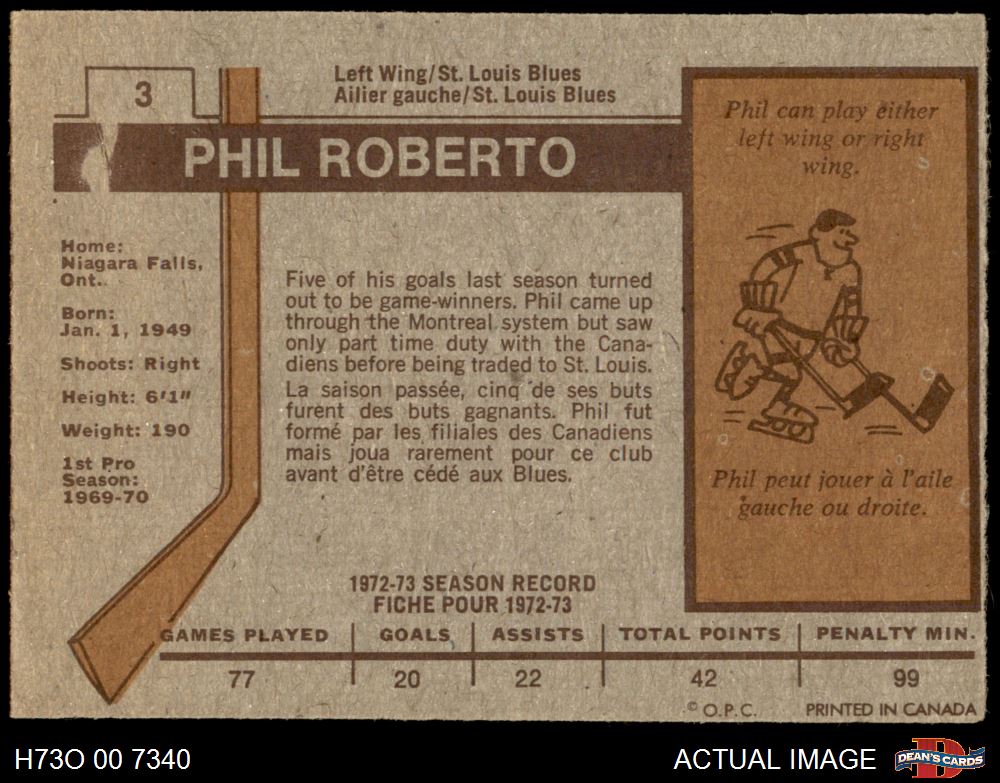 3
Left Wing/St. Louis Blues
Ailier gauche/St. Louis Blues
PHIL ROBERTO
Home:
Niagara Falls,
Ont.
Born:
Jan. 1, 1949
Shoots: Right
Height: 6'1"
Weight: 190
1st Pro
Season:
1969-70
Five of his goals last season turned
out to be game-winners. Phil came up
through the Montreal system but saw
only part time duty with the Cana-
diens before being traded to St. Louis.
La saison passée, cinq de ses buts
furent des buts gagnants. Phil fut
formé par les filiales des Canadiens
mais joua rarement pour ce club
avant d'être cédé aux Blues.
Phil can play either
left wing or right
wing.
Phil peut jouer à l'aile
gauche ou droite.
1972-73 SEASON RECORD
FICHE POUR 1972-73
GAMES PLAYED GOALS ASSISTS TOTAL POINTS PENALTY MIN.
77 20 22 42 99
© O.P.C. PRINTED IN CANADA
H73O 00 7340
ACTUAL IMAGE
D
DEAN'S CARDS